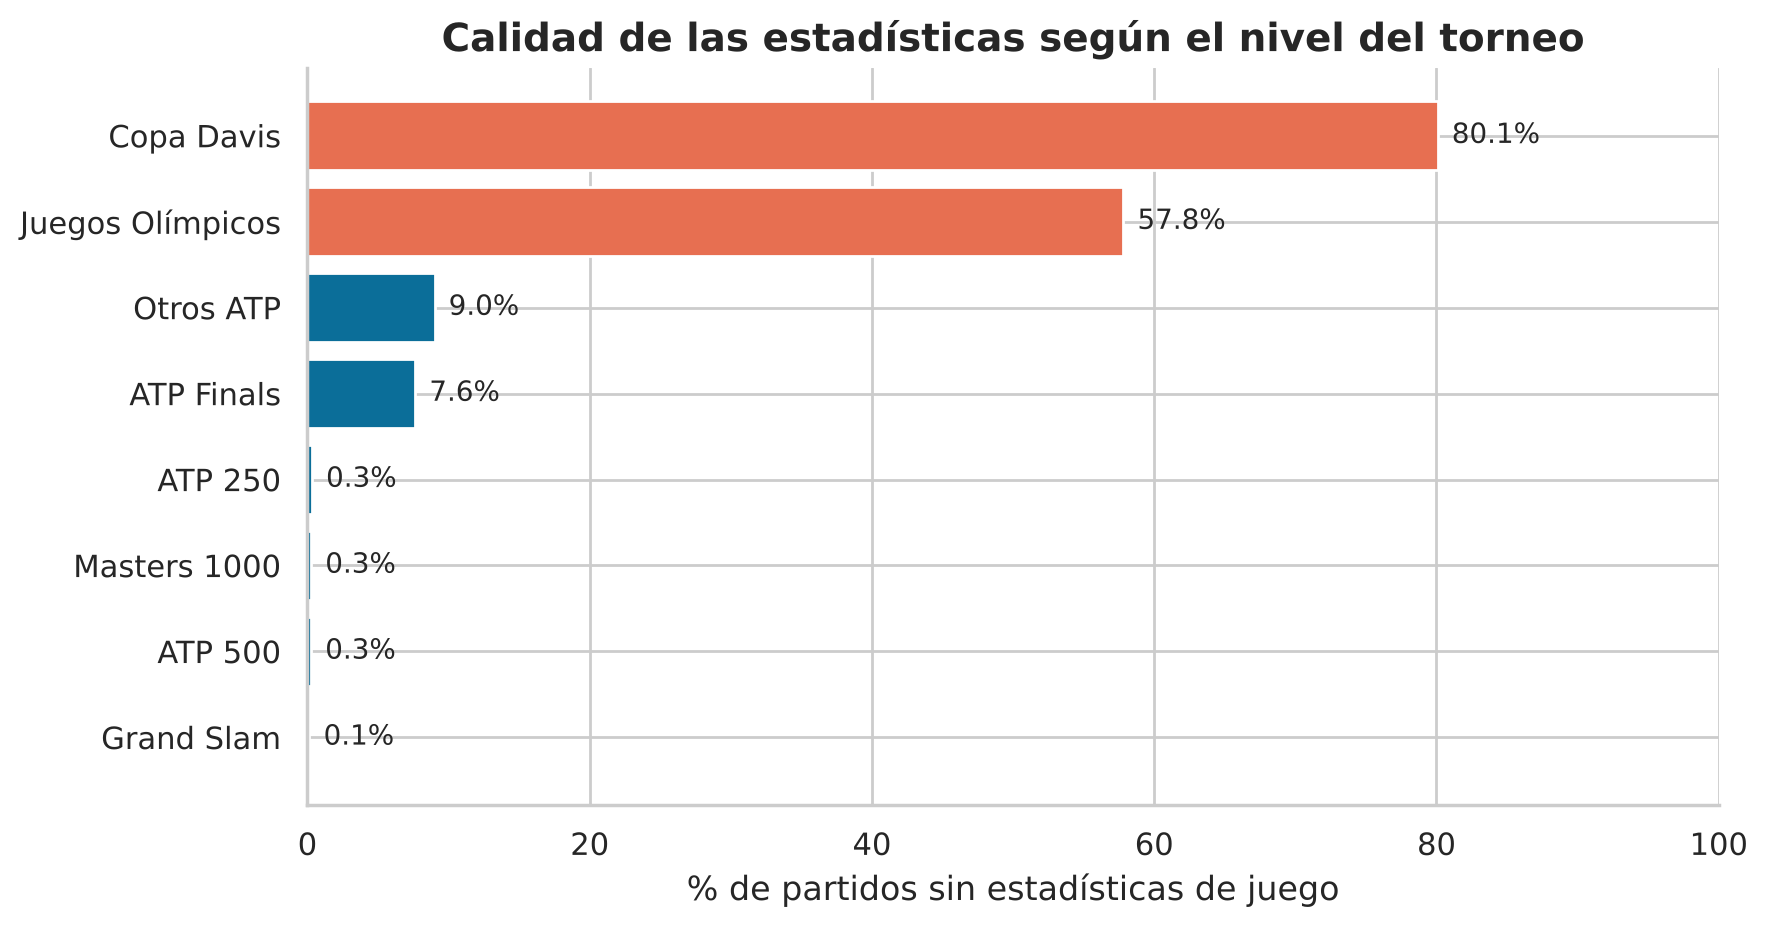 Calidad de las estadísticas según el nivel del torneo
Copa Davis 80.1%
Juegos Olímpicos 57.8%
Otros ATP 9.0%
ATP Finals 7.6%
ATP 250 0.3%
Masters 1000 0.3%
ATP 500 0.3%
Grand Slam 0.1%
0 20 40 60 80 100
% de partidos sin estadísticas de juego